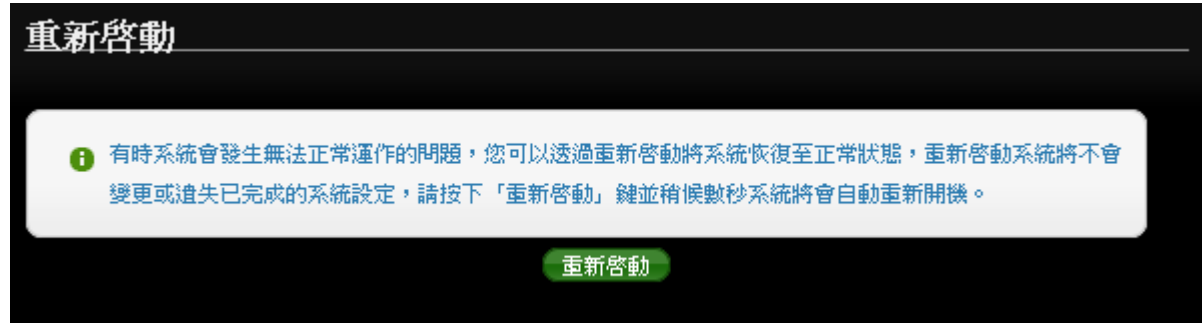 重新啓動
有時系統會發生無法正常運作的問題，您可以透過重新啓動將系統恢復至正常狀態，重新啓動系統將不會
變更或遺失已完成的系統設定，請按下「重新啓動」鍵並稍候數秒系統將會自動重新開機。
重新啓動